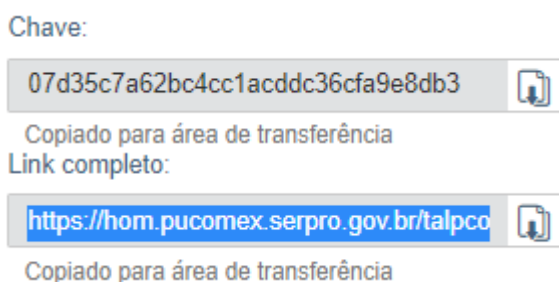 Chave:
07d35c7a62bc4cc1acddc36cfa9e8db3
Copiado para área de transferência
Link completo:
https://hom.pucomex.serpro.gov.br/talpco
Copiado para área de transferência